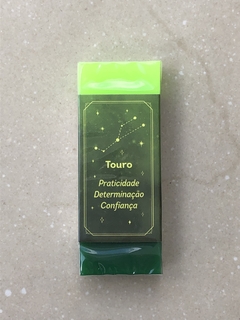 Touro
Praticidade
Determinação
Confiança